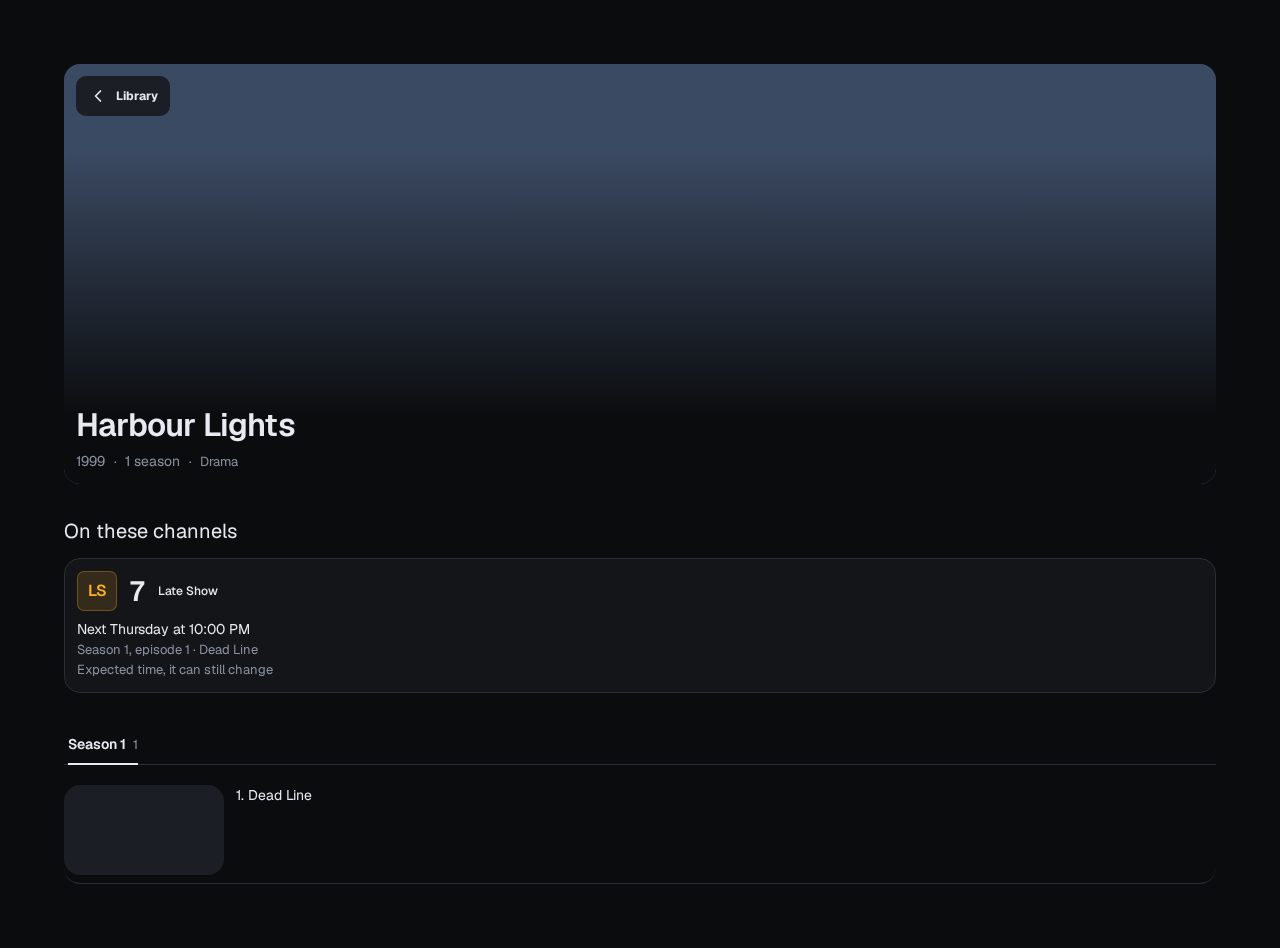 Library
Harbour Lights
1999 · 1 season · Drama
On these channels
LS 7 Late Show
Next Thursday at 10:00 PM
Season 1, episode 1 · Dead Line
Expected time, it can still change
Season 1 1
1. Dead Line